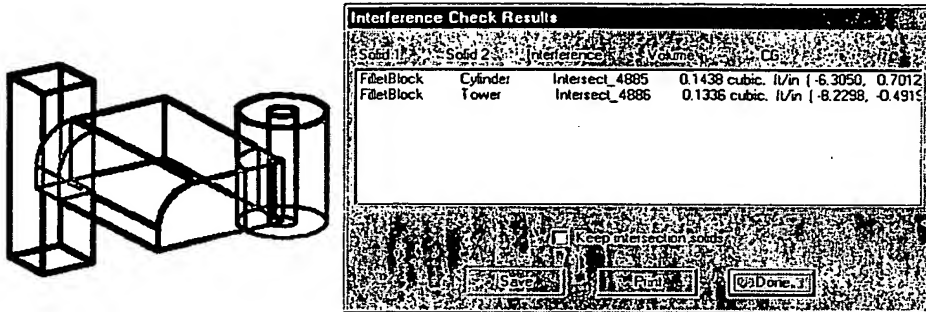 Interference Check Results
Solid 1 Solid 2 Interference Volume CG
FilletBlock Cylinder Intersect_4885 0.1438 cubic. ft/in ( -6.3050, 0.7012
FilletBlock Tower Intersect_4886 0.1336 cubic. ft/in ( -8.2298, -0.491
Keep intersection solids
Save Print Done